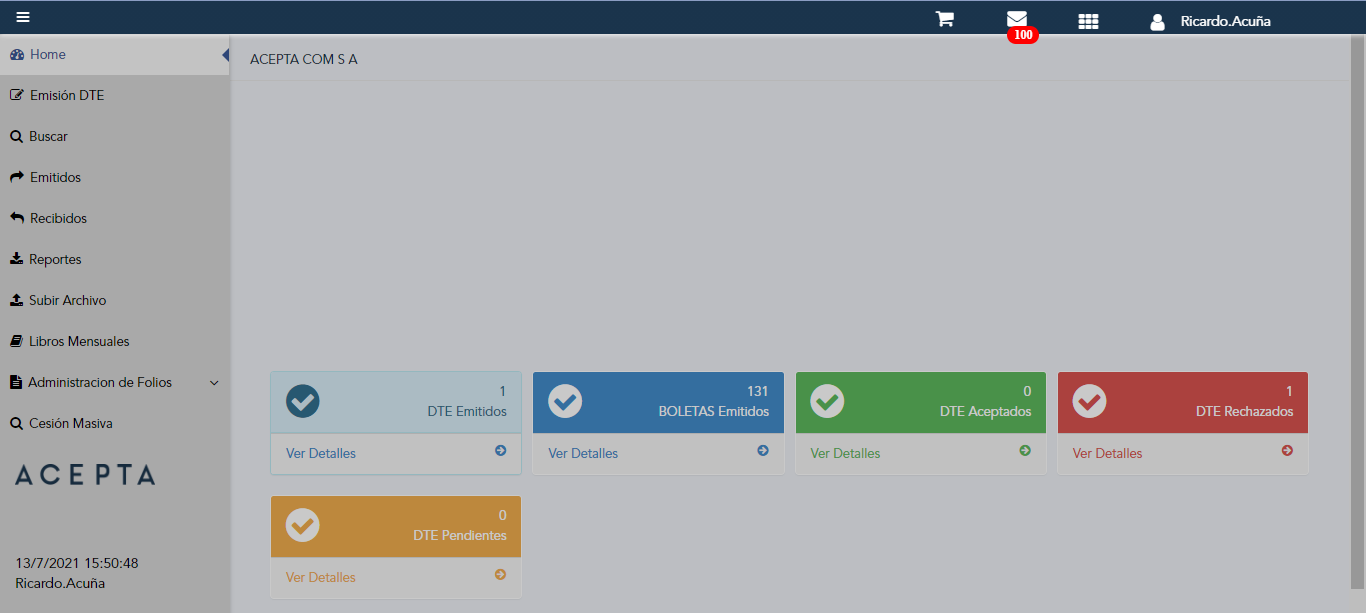 100
Ricardo.Acuña
Home
Emisión DTE
Buscar
Emitidos
Recibidos
Reportes
Subir Archivo
Libros Mensuales
Administracion de Folios
Cesión Masiva
ACEPTA
13/7/2021 15:50:48
Ricardo.Acuña
ACEPTA COM S A
1
DTE Emitidos
Ver Detalles
131
BOLETAS Emitidos
Ver Detalles
0
DTE Aceptados
Ver Detalles
1
DTE Rechazados
Ver Detalles
0
DTE Pendientes
Ver Detalles